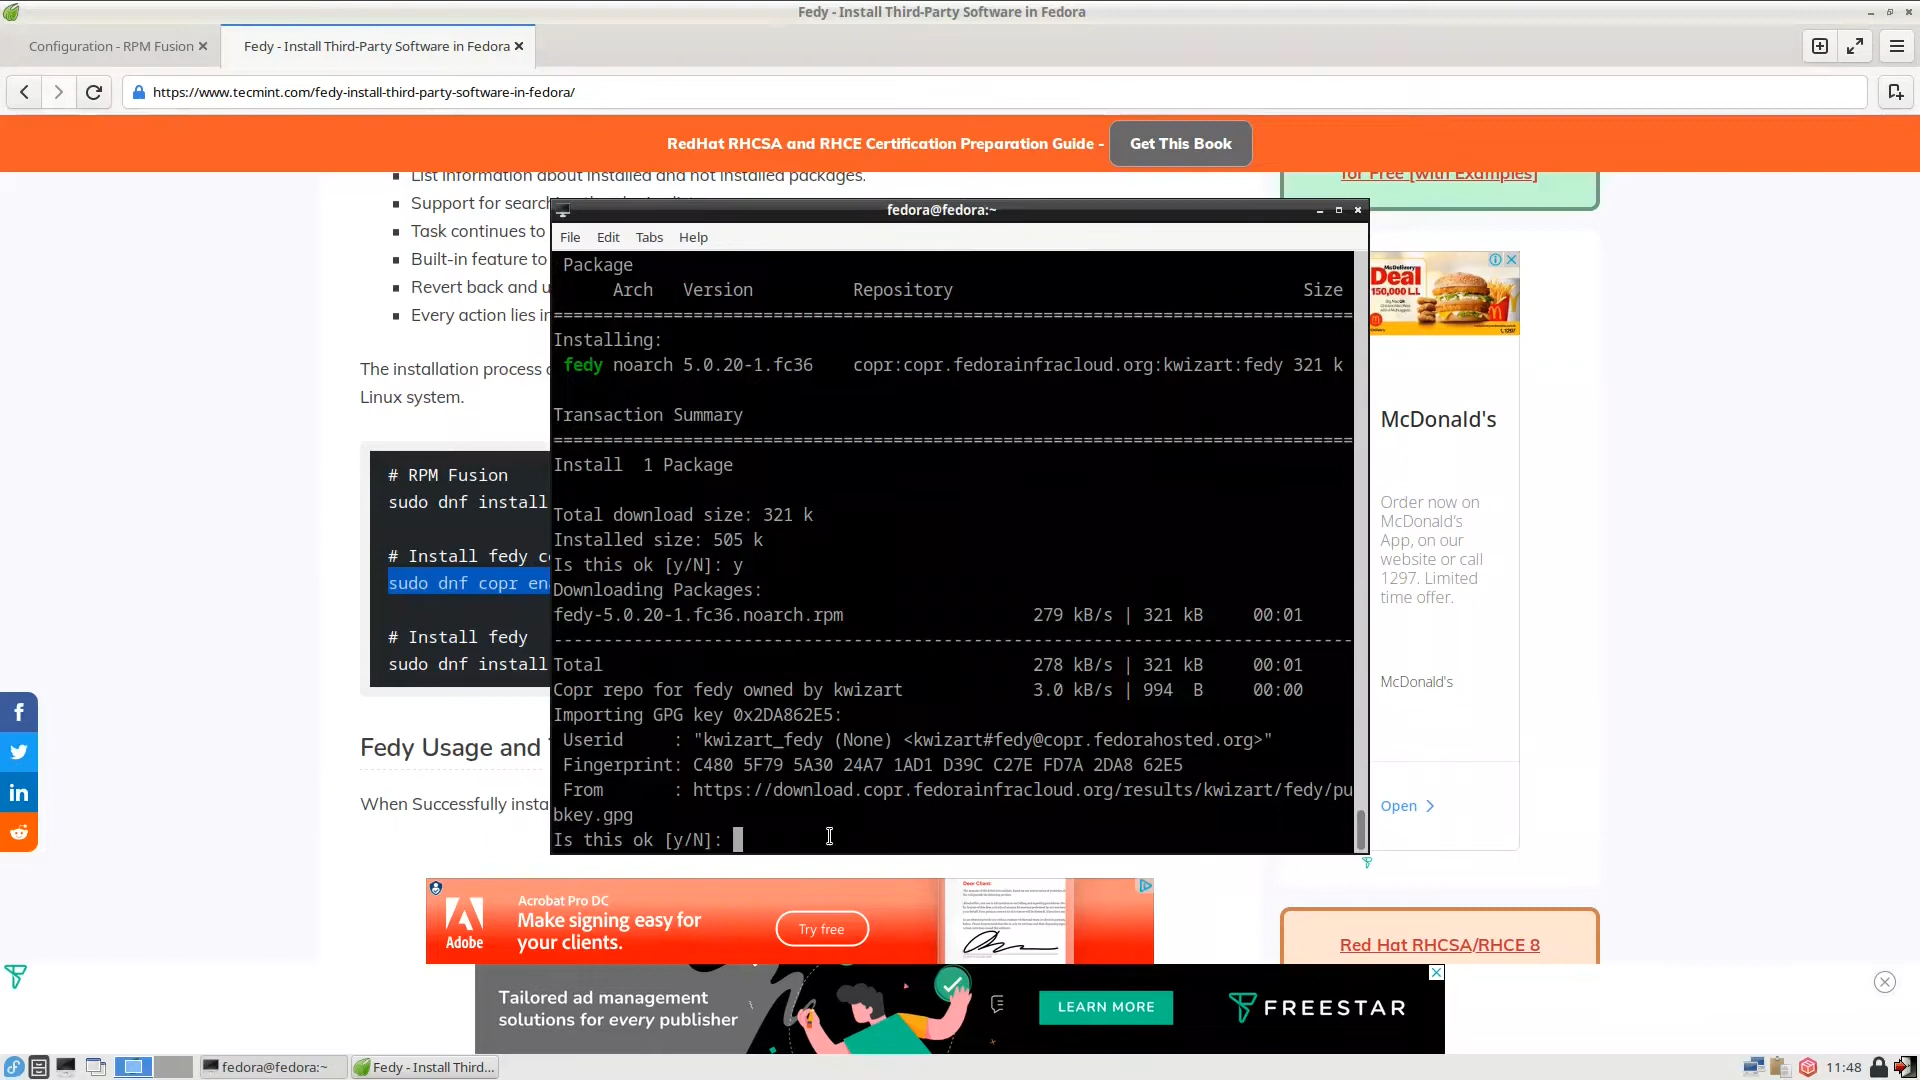 Fedy - Install Third-Party Software in Fedora
Configuration - RPM Fusion
Fedy - Install Third-Party Software in Fedora
https://www.tecmint.com/fedy-install-third-party-software-in-fedora/
RedHat RHCSA and RHCE Certification Preparation Guide -
Get This Book
List information about installed and not installed packages.
for Free [with Examples]
Support for search
Task continues to
Built-in feature to
Revert back and u
Every action lies in
The installation process
Linux system.
# RPM Fusion
sudo dnf install
# Install fedy co
sudo dnf copr en
# Install fedy
sudo dnf install
Fedy Usage and
When Successfully insta
fedora@fedora:~
File Edit Tabs Help
Package
Arch Version Repository Size
================================================================================
Installing:
fedy noarch 5.0.20-1.fc36 copr:copr.fedorainfracloud.org:kwizart:fedy 321 k
Transaction Summary
================================================================================
Install 1 Package
Total download size: 321 k
Installed size: 505 k
Is this ok [y/N]: y
Downloading Packages:
fedy-5.0.20-1.fc36.noarch.rpm 279 kB/s | 321 kB 00:01
--------------------------------------------------------------------------------
Total 278 kB/s | 321 kB 00:01
Copr repo for fedy owned by kwizart 3.0 kB/s | 994 B 00:00
Importing GPG key 0x2DA862E5:
Userid : "kwizart_fedy (None) <kwizart#fedy@copr.fedorahosted.org>"
Fingerprint: C480 5F79 5A30 24A7 1AD1 D39C C27E FD7A 2DA8 62E5
From : https://download.copr.fedorainfracloud.org/results/kwizart/fedy/pu
bkey.gpg
Is this ok [y/N]:
McDelivery
Deal
150,000 L.L
McDonald's
Order now on
McDonald's
App, on our
website or call
1297. Limited
time offer.
McDonald's
Open
Adobe
Acrobat Pro DC
Make signing easy for
your clients.
Try free
Dear Client
Red Hat RHCSA/RHCE 8
Tailored ad management
solutions for every publisher
LEARN MORE
FREESTAR
fedora@fedora:~
Fedy - Install Third...
11:48